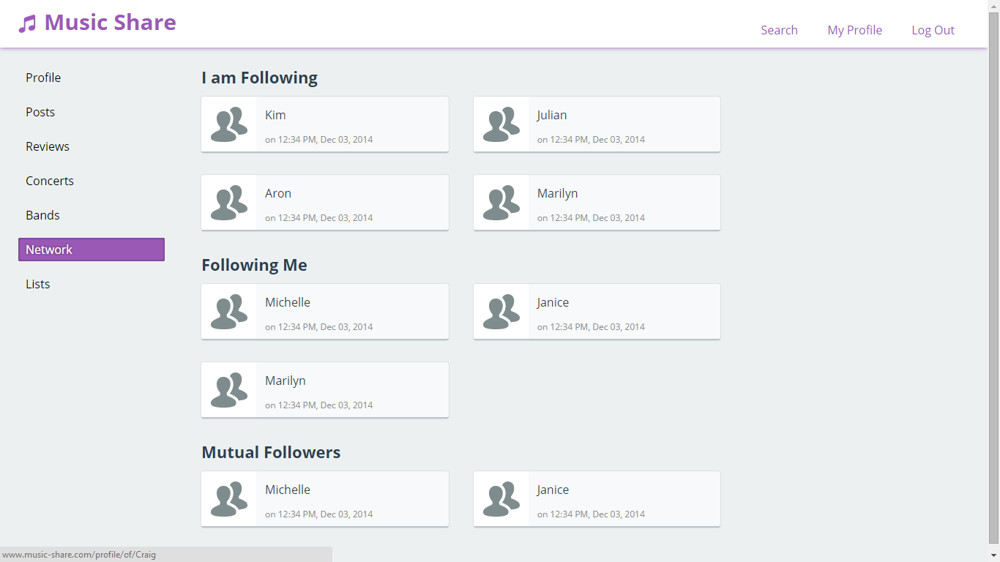 Music Share
Search
My Profile
Log Out
Profile
Posts
Reviews
Concerts
Bands
Network
Lists
I am Following
Kim
on 12:34 PM, Dec 03, 2014
Julian
on 12:34 PM, Dec 03, 2014
Aron
on 12:34 PM, Dec 03, 2014
Marilyn
on 12:34 PM, Dec 03, 2014
Following Me
Michelle
on 12:34 PM, Dec 03, 2014
Janice
on 12:34 PM, Dec 03, 2014
Marilyn
on 12:34 PM, Dec 03, 2014
Mutual Followers
Michelle
on 12:34 PM, Dec 03, 2014
Janice
on 12:34 PM, Dec 03, 2014
www.music-share.com/profile/of/Craig